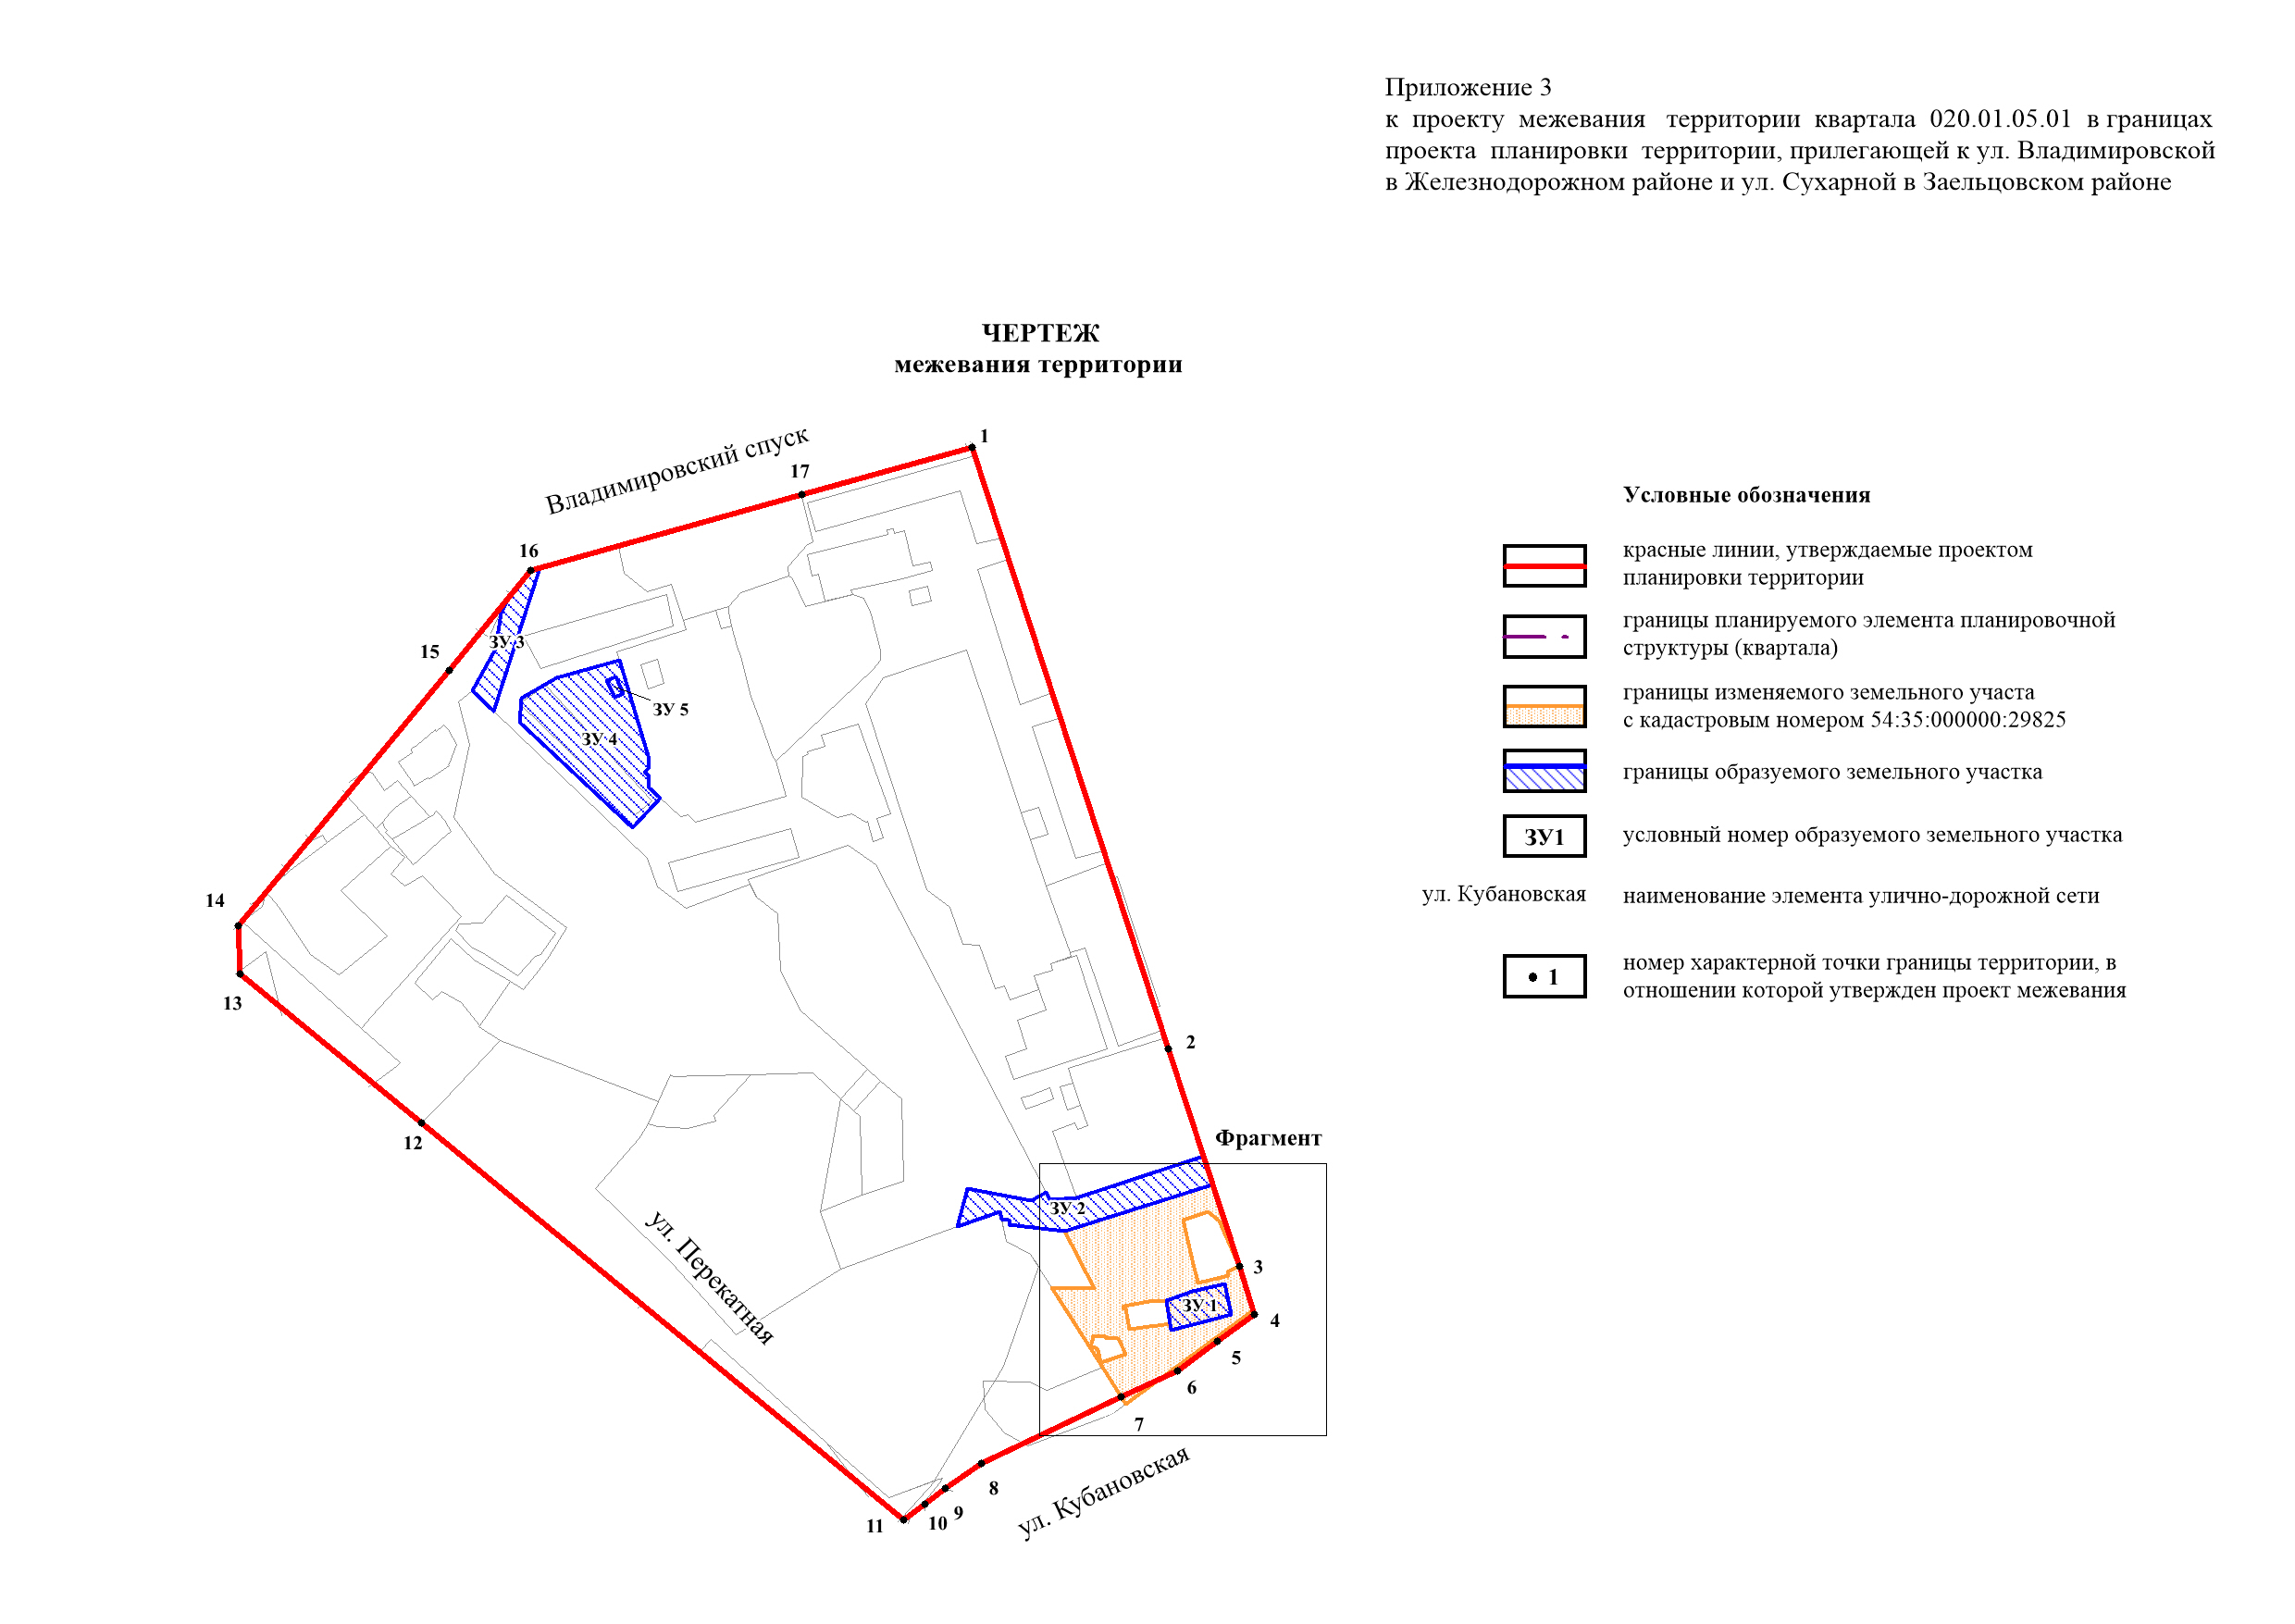 Приложение 3
к проекту межевания территории квартала 020.01.05.01 в границах
проекта планировки территории, прилегающей к ул. Владимировской
в Железнодорожном районе и ул. Сухарной в Заельцовском районе
ЧЕРТЕЖ
межевания территории
Владимировский спуск
1
17
16
15
14
13
12
11
10
9
8
7
6
5
4
3
2
ЗУ 3
ЗУ 5
ЗУ 4
Фрагмент
ЗУ 2
ЗУ 1
ул. Перекатная
ул. Кубановская
Условные обозначения
красные линии, утверждаемые проектом
планировки территории
границы планируемого элемента планировочной
структуры (квартала)
границы изменяемого земельного участа
с кадастровым номером 54:35:000000:29825
границы образуемого земельного участка
ЗУ1
условный номер образуемого земельного участка
ул. Кубановская
наименование элемента улично-дорожной сети
1
номер характерной точки границы территории, в
отношении которой утвержден проект межевания